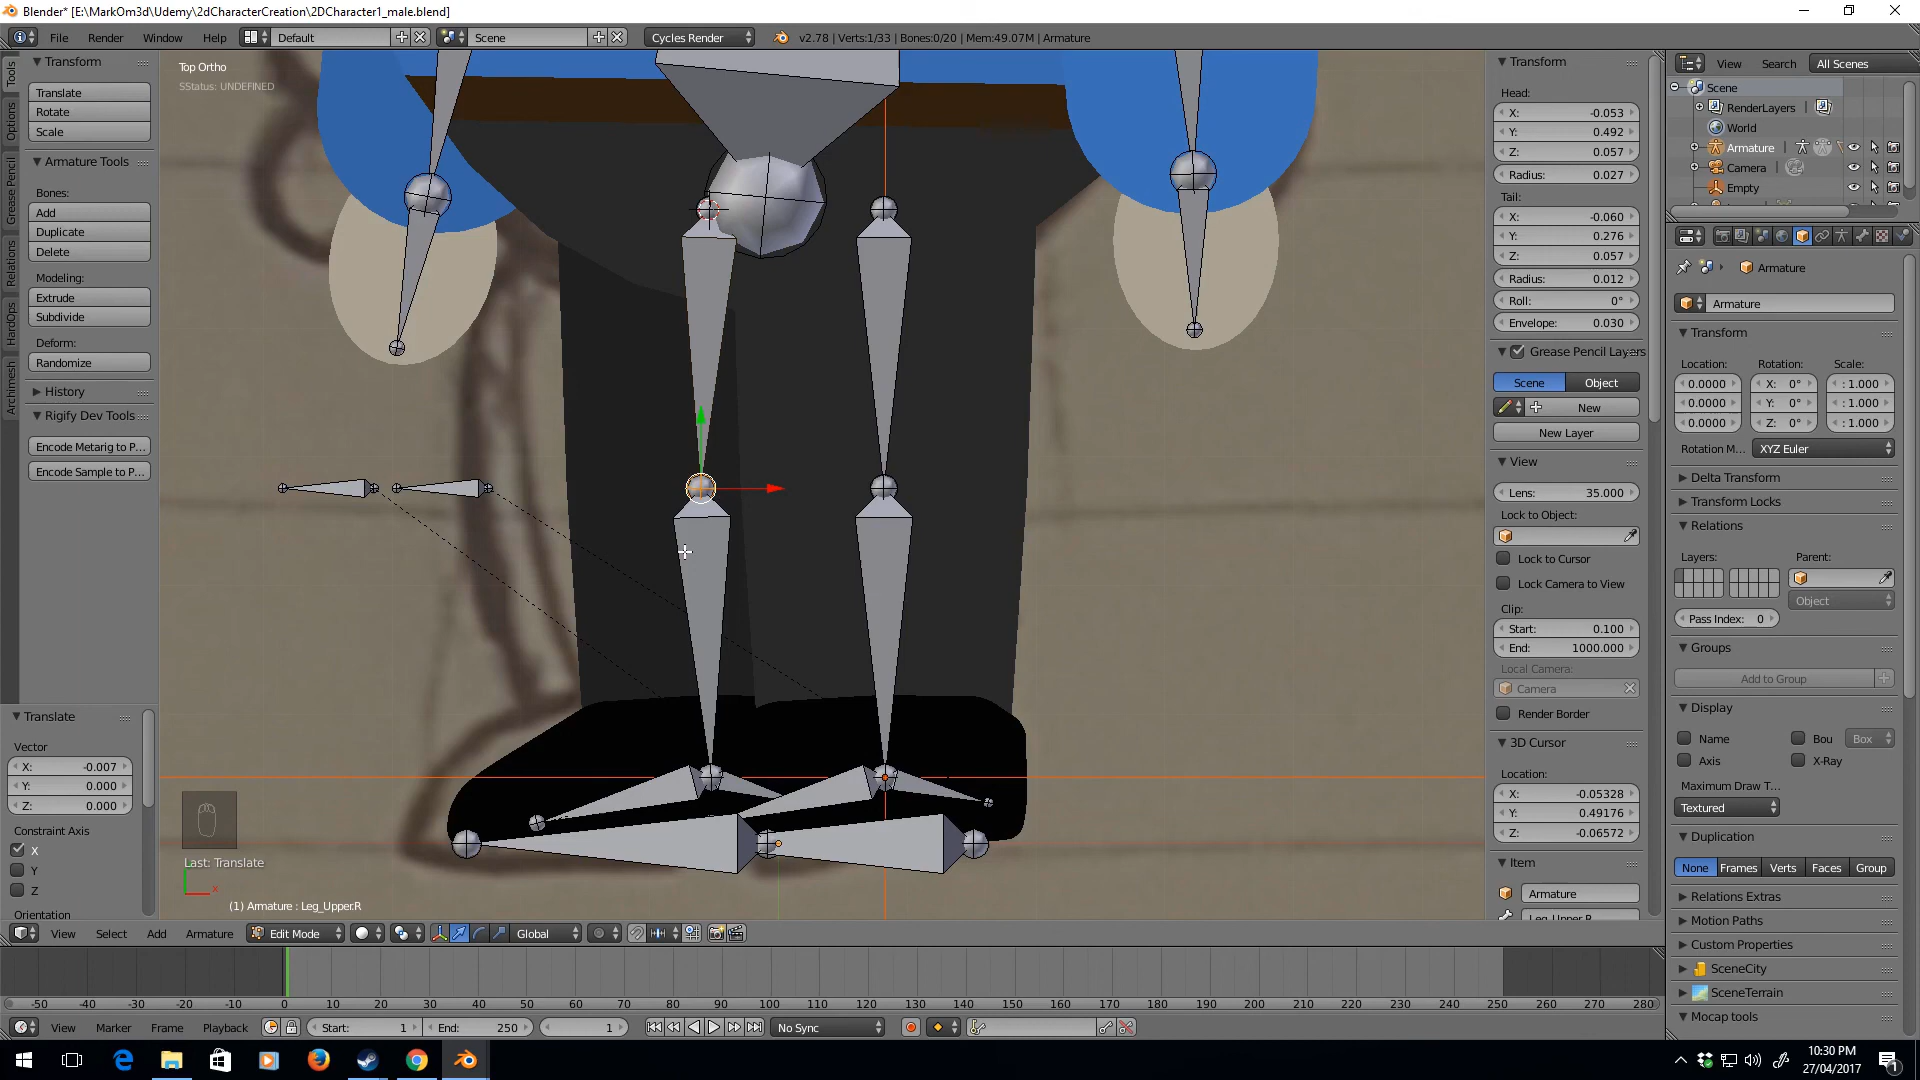 Blender* [E:\MarkOm3d\Udemy\2dCharacterCreation\2DCharacter1_male.blend]
File Render Window Help Default Scene Cycles Render v2.78 | Verts:1/33 | Bones:0/20 | Mem:49.07M | Armature
Tools
Options
Grease Pencil
Relations
HardOps
Archimesh
Transform
Translate
Rotate
Scale
Armature Tools
Bones:
Add
Duplicate
Delete
Modeling:
Extrude
Subdivide
Deform:
Randomize
History
Rigify Dev Tools
Encode Metarig to P...
Encode Sample to P...
Translate
Vector
X: -0.007
Y: 0.000
Z: 0.000
Constraint Axis
X
Y
Z
Orientation
Top Ortho
SStatus: UNDEFINED
Last: Translate
x
(1) Armature : Leg_Upper.R
Transform
Head:
X: -0.053
Y: 0.492
Z: 0.057
Radius: 0.027
Tail:
X: -0.060
Y: 0.276
Z: 0.057
Radius: 0.012
Roll: 0°
Envelope: 0.030
Grease Pencil Layers
Scene Object
New
New Layer
View
Lens: 35.000
Lock to Object:
Lock to Cursor
Lock Camera to View
Clip:
Start: 0.100
End: 1000.000
Local Camera:
Camera
Render Border
3D Cursor
Location:
X: -0.05328
Y: 0.49176
Z: -0.06572
Item
Armature
Leg_Upper.R
View Search All Scenes
Scene
RenderLayers
World
Armature
Camera
Empty
Armature
Armature
Transform
Location: Rotation: Scale:
0.0000 X: 0° : 1.000
0.0000 Y: 0° : 1.000
0.0000 Z: 0° : 1.000
Rotation M... XYZ Euler
Delta Transform
Transform Locks
Relations
Layers: Parent:
Object
Pass Index: 0
Groups
Add to Group
Display
Name Bou Box
Axis X-Ray
Maximum Draw T...
Textured
Duplication
None Frames Verts Faces Group
Relations Extras
Motion Paths
Custom Properties
SceneCity
SceneTerrain
Mocap tools
View Select Add Armature Edit Mode Global
-50 -40 -30 -20 -10 0 10 20 30 40 50 60 70 80 90 100 110 120 130 140 150 160 170 180 190 200 210 220 230 240 250 260 270 280
View Marker Frame Playback Start: 1 End: 250 1 No Sync
10:30 PM
27/04/2017
1